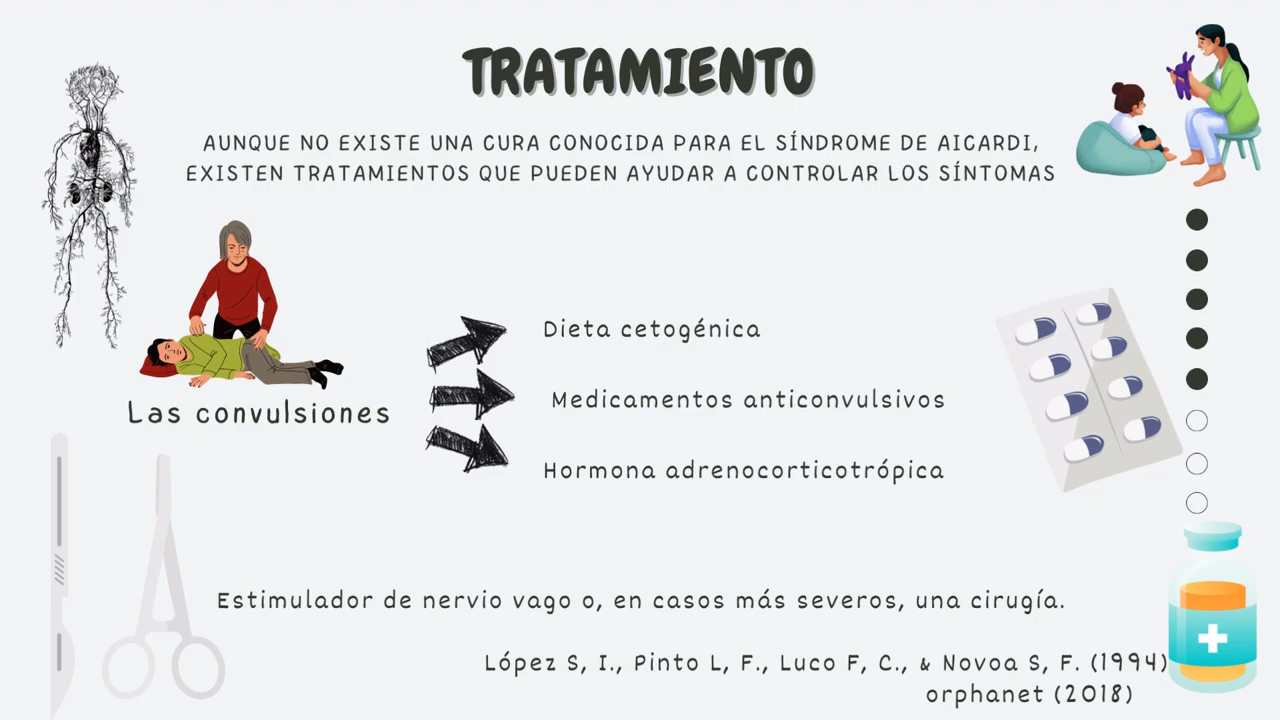 TRATAMIENTO
AUNQUE NO EXISTE UNA CURA CONOCIDA PARA EL SÍNDROME DE AICARDI,
EXISTEN TRATAMIENTOS QUE PUEDEN AYUDAR A CONTROLAR LOS SÍNTOMAS
Las convulsiones
Dieta cetogénica
Medicamentos anticonvulsivos
Hormona adrenocorticotrópica
Estimulador de nervio vago o, en casos más severos, una cirugía.
López S, I., Pinto L, F., Luco F, C., & Novoa S, F. (1994)
orphanet (2018)